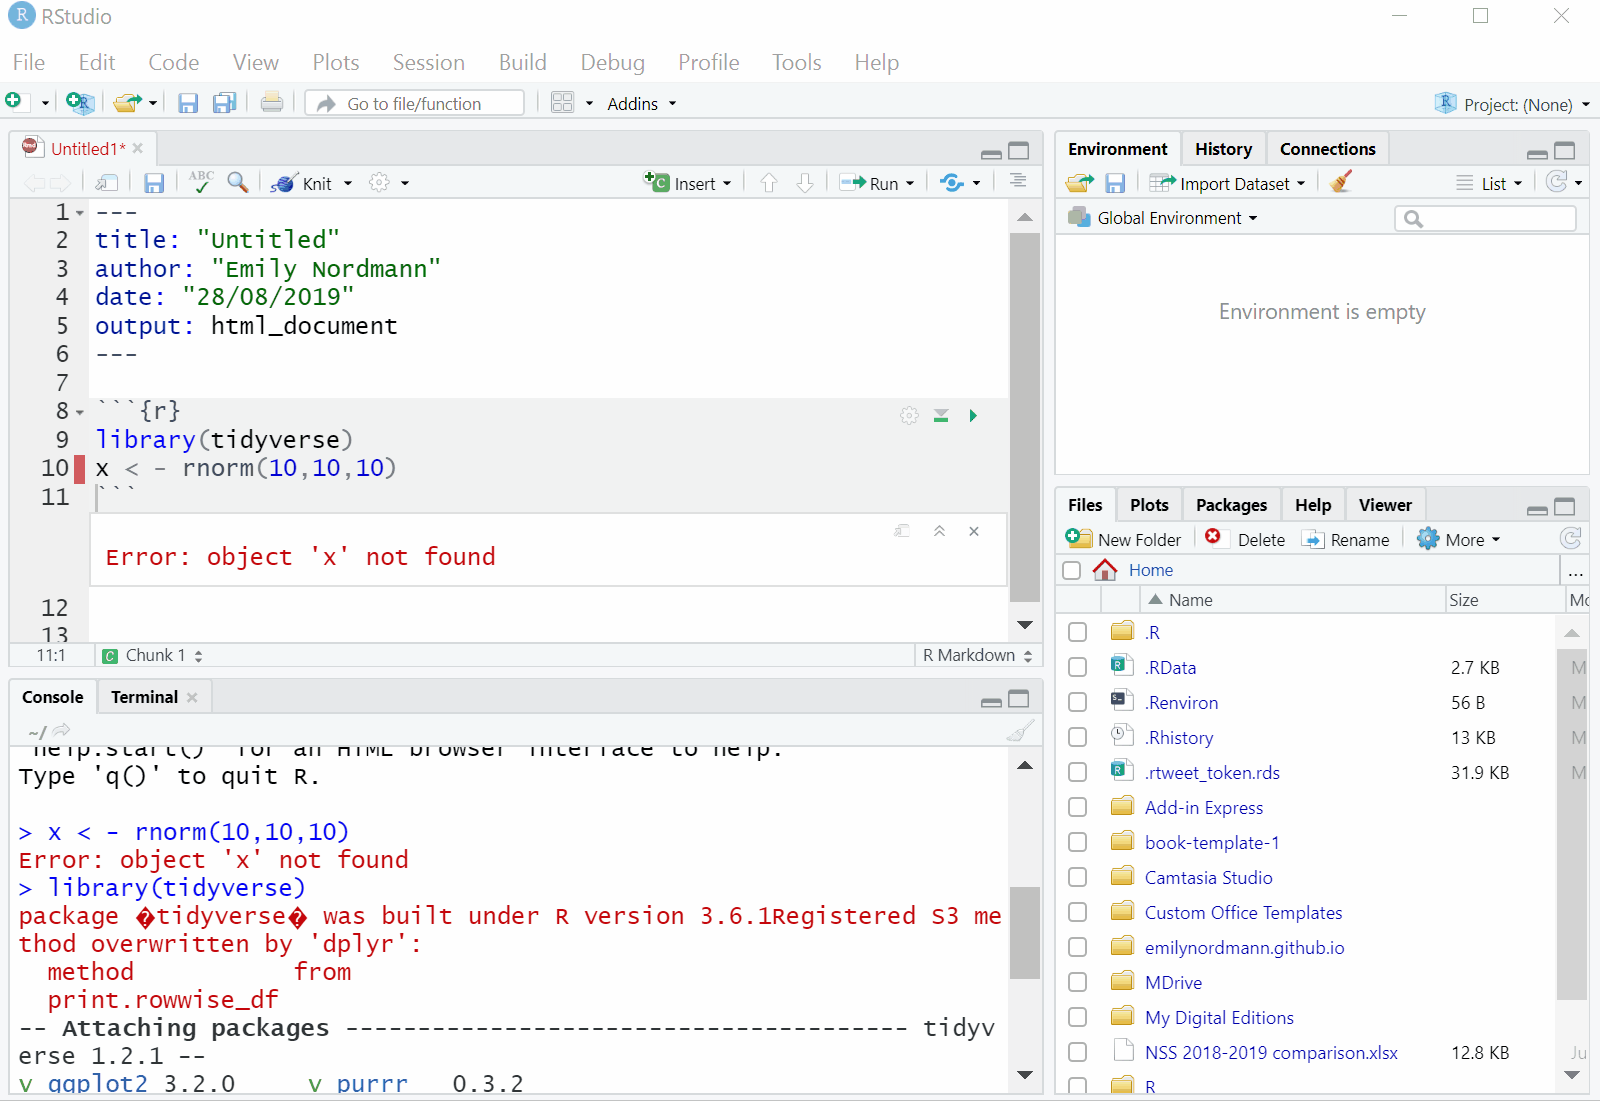 RStudio
File Edit Code View Plots Session Build Debug Profile Tools Help
Go to file/function Addins Project: (None)
Untitled1*
ABC Knit Insert Run
1 ---
2 title: "Untitled"
3 author: "Emily Nordmann"
4 date: "28/08/2019"
5 output: html_document
6 ---
7
8 ```{r}
9 library(tidyverse)
10 x < - rnorm(10,10,10)
11 ```
Error: object 'x' not found
12
13
11:1 Chunk 1 R Markdown
Console Terminal
~/
'help.start()' for an HTML browser interface to help.
Type 'q()' to quit R.
> x < - rnorm(10,10,10)
Error: object 'x' not found
> library(tidyverse)
package �tidyverse� was built under R version 3.6.1Registered S3 me
thod overwritten by 'dplyr':
method from
print.rowwise_df
-- Attaching packages --------------------------------------- tidyv
erse 1.2.1 --
v ggplot2 3.2.0 v purrr 0.3.2
Environment History Connections
Import Dataset List
Global Environment
Environment is empty
Files Plots Packages Help Viewer
New Folder Delete Rename More
Home ...
Name Size Mo
.R
.RData 2.7 KB M
.Renviron 56 B M
.Rhistory 13 KB M
.rtweet_token.rds 31.9 KB M
Add-in Express
book-template-1
Camtasia Studio
Custom Office Templates
emilynordmann.github.io
MDrive
My Digital Editions
NSS 2018-2019 comparison.xlsx 12.8 KB Ju
R